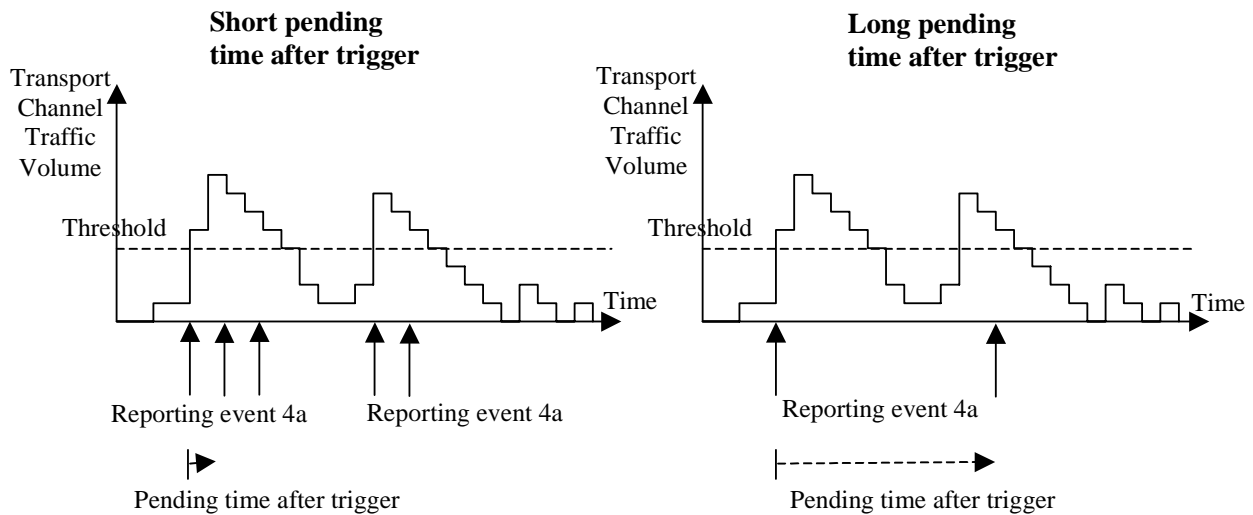 Short pending
time after trigger
Transport
Channel
Traffic
Volume
Threshold
Time
Reporting event 4a
Reporting event 4a
Pending time after trigger
Long pending
time after trigger
Transport
Channel
Traffic
Volume
Threshold
Time
Reporting event 4a
Pending time after trigger